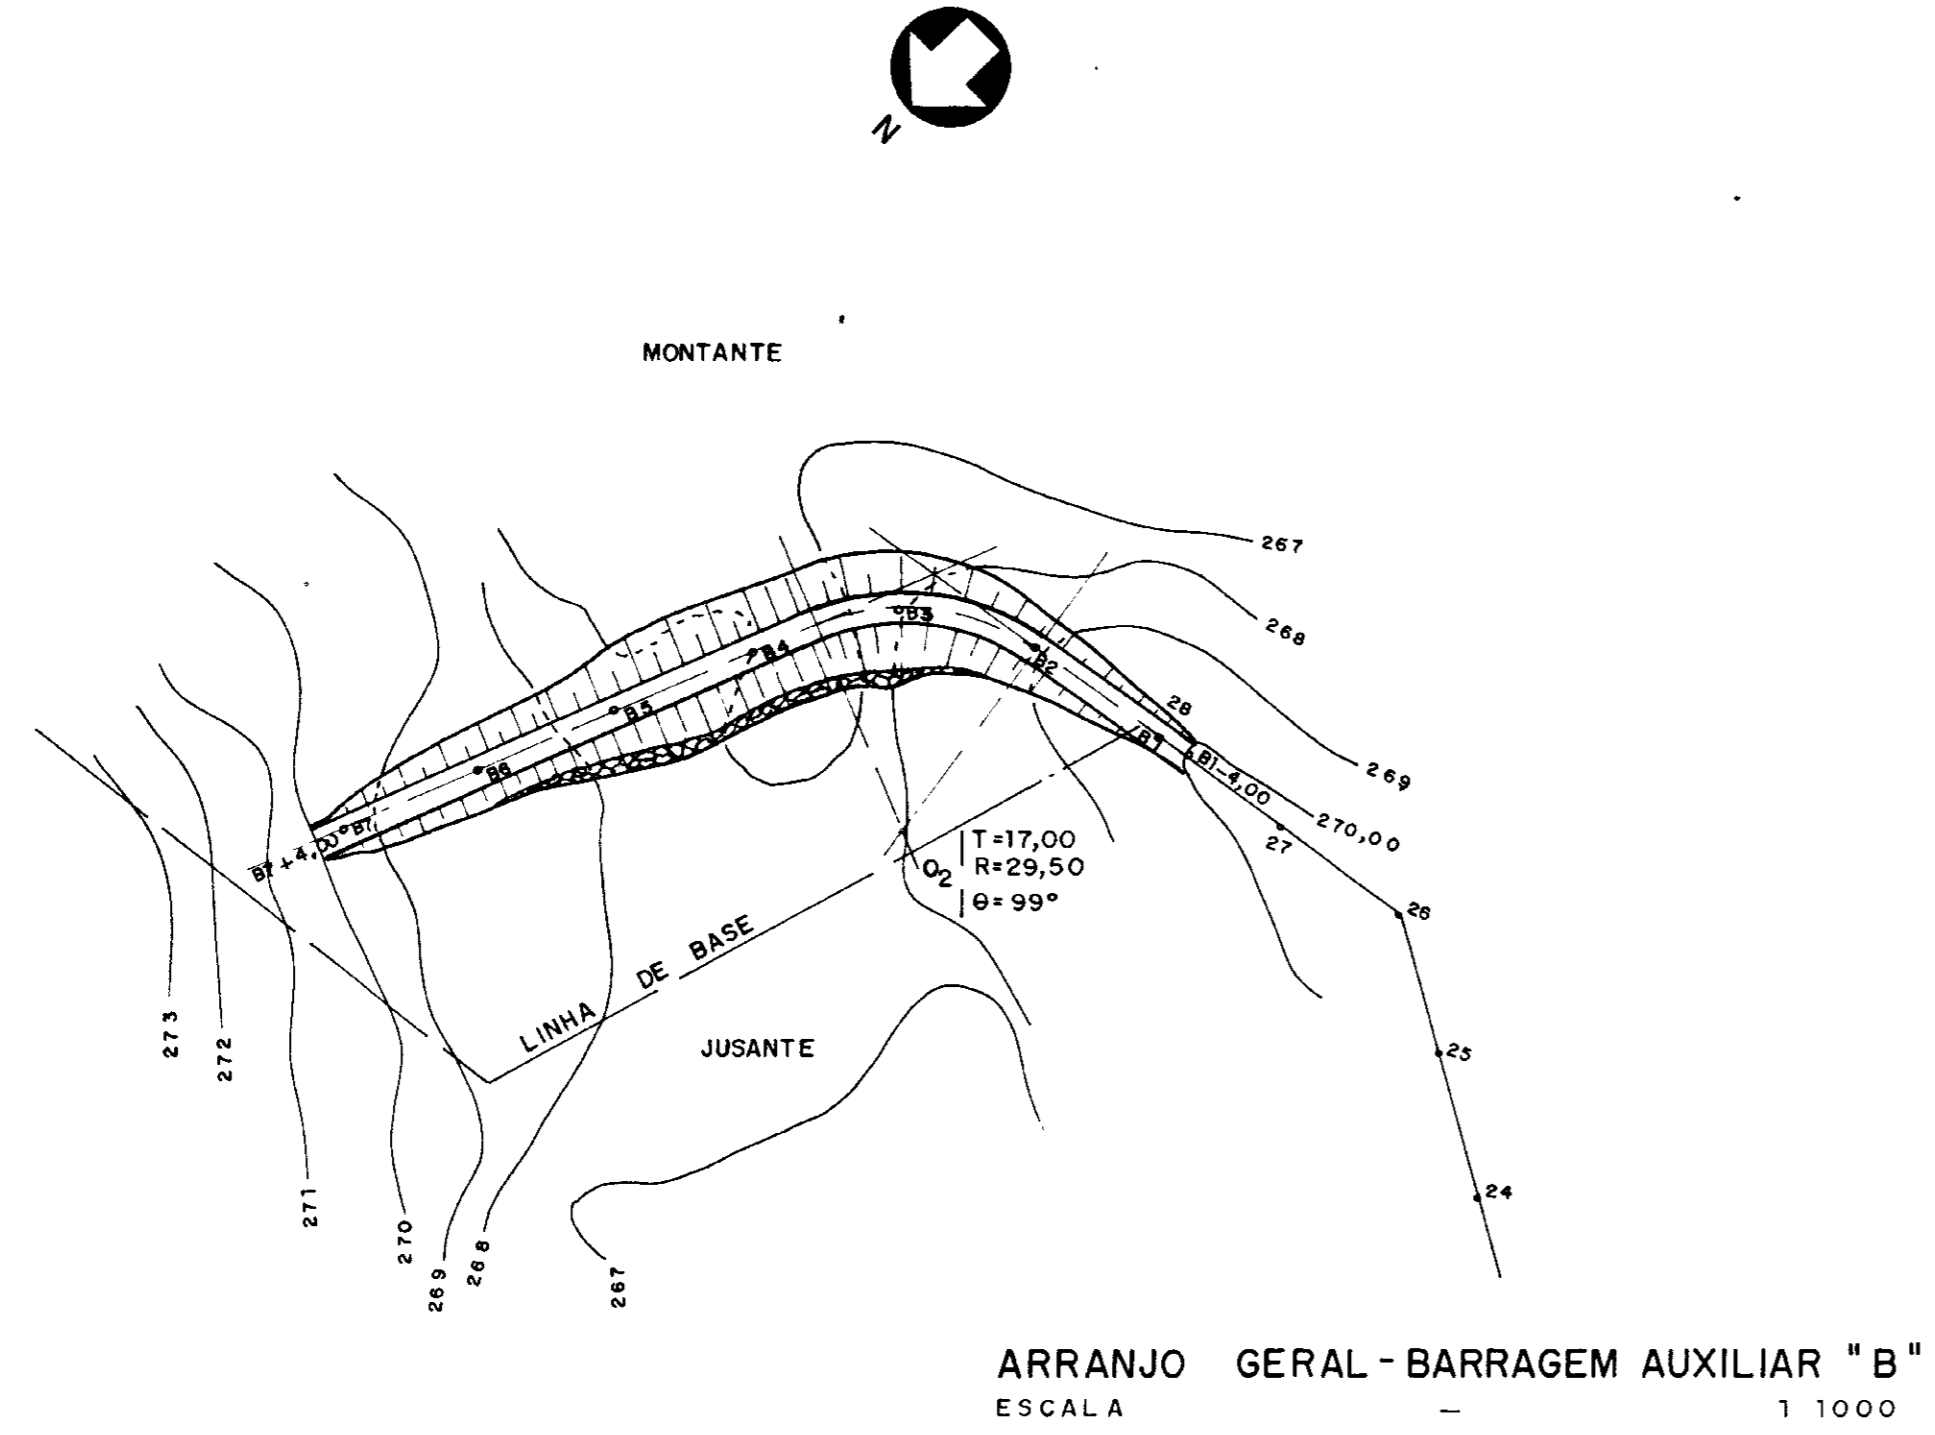 N
MONTANTE
267
268
28
269
B3
B2
B4
B5
B1
B1-4,00
270,00
B6
27
B7
B7+4,00
O2
T=17,00
R=29,50
θ=99°
26
LINHA DE BASE
JUSANTE
25
273
272
24
271
270
269
268
267
ARRANJO GERAL-BARRAGEM AUXILIAR "B"
ESCALA — 1 1000